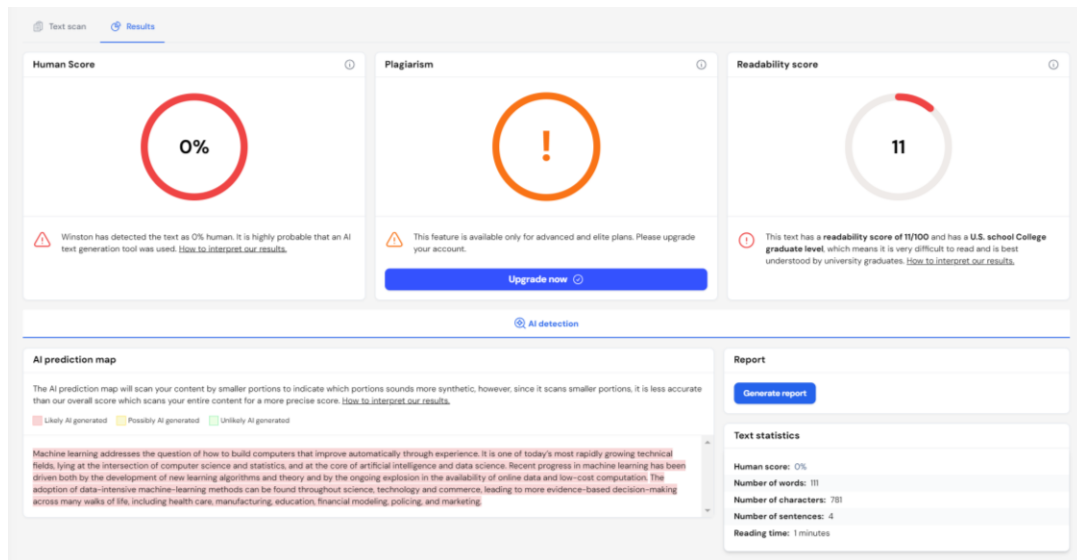 Text scan
Results
Human Score
0%
Winston has detected the text as 0% human. It is highly probable that an AI
text generation tool was used. How to interpret our results.
Plagiarism
!
This feature is available only for advanced and elite plans. Please upgrade
your account.
Upgrade now
Readability score
11
This text has a readability score of 11/100 and has a U.S. school College
graduate level, which means it is very difficult to read and is best
understood by university graduates. How to interpret our results.
AI detection
AI prediction map
The AI prediction map will scan your content by smaller portions to indicate which portions sounds more synthetic, however, since it scans smaller portions, it is less accurate
than our overall score which scans your entire content for a more precise score. How to interpret our results.
Likely AI generated Possibly AI generated Unlikely AI generated
Machine learning addresses the question of how to build computers that improve automatically through experience. It is one of today's most rapidly growing technical
fields, lying at the intersection of computer science and statistics, and at the core of artificial intelligence and data science. Recent progress in machine learning has been
driven both by the development of new learning algorithms and theory and by the ongoing explosion in the availability of online data and low-cost computation. The
adoption of data-intensive machine-learning methods can be found throughout science, technology and commerce, leading to more evidence-based decision-making
across many walks of life, including health care, manufacturing, education, financial modeling, policing, and marketing.
Report
Generate report
Text statistics
Human score: 0%
Number of words: 111
Number of characters: 781
Number of sentences: 4
Reading time: 1 minutes